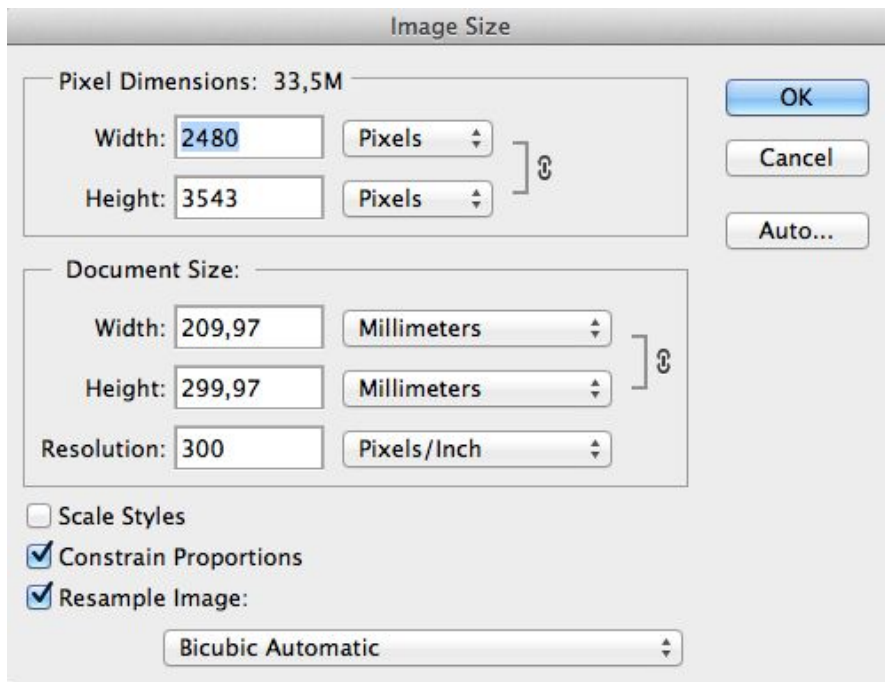 Image Size
Pixel Dimensions: 33,5M
Width: 2480 Pixels
Height: 3543 Pixels
OK
Cancel
Auto...
Document Size:
Width: 209,97 Millimeters
Height: 299,97 Millimeters
Resolution: 300 Pixels/Inch
Scale Styles
Constrain Proportions
Resample Image:
Bicubic Automatic